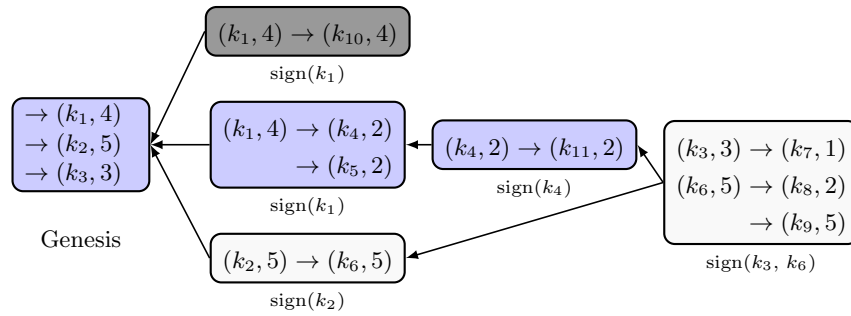 (k₁, 4) → (k₁₀, 4)
sign(k₁)
→ (k₁, 4)
→ (k₂, 5)
→ (k₃, 3)
Genesis
(k₁, 4) → (k₄, 2)
→ (k₅, 2)
sign(k₁)
(k₄, 2) → (k₁₁, 2)
sign(k₄)
(k₂, 5) → (k₆, 5)
sign(k₂)
(k₃, 3) → (k₇, 1)
(k₆, 5) → (k₈, 2)
→ (k₉, 5)
sign(k₃, k₆)